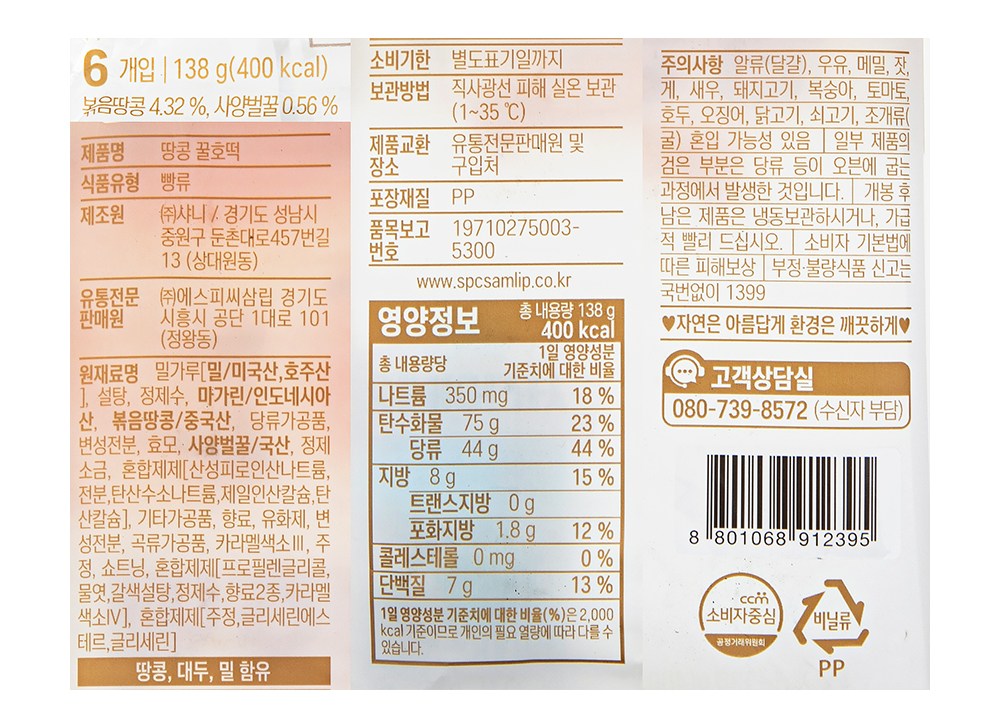 6 개입 | 138 g(400 kcal)
볶음땅콩 4.32 %, 사양벌꿀 0.56 %
제품명 땅콩 꿀호떡
식품유형 빵류
제조원 ㈜샤니 / 경기도 성남시
중원구 둔촌대로457번길
13 (상대원동)
유통전문 ㈜에스피씨삼립 경기도
판매원 시흥시 공단 1대로 101
(정왕동)
원재료명 밀가루[밀/미국산,호주산
], 설탕, 정제수, 마가린/인도네시아
산, 볶음땅콩/중국산, 당류가공품,
변성전분, 효모, 사양벌꿀/국산, 정제
소금, 혼합제제[산성피로인산나트륨,
전분,탄산수소나트륨,제일인산칼슘,탄
산칼슘], 기타가공품, 향료, 유화제, 변
성전분, 곡류가공품, 카라멜색소Ⅲ, 주
정, 쇼트닝, 혼합제제[프로필렌글리콜,
물엿,갈색설탕,정제수,향료2종,카라멜
색소Ⅳ], 혼합제제[주정,글리세린에스
테르,글리세린]
땅콩, 대두, 밀 함유
소비기한 별도표기일까지
보관방법 직사광선 피해 실온 보관
(1~35 ℃)
제품교환 유통전문판매원 및
장소 구입처
포장재질 PP
품목보고 19710275003-
번호 5300
www.spcsamlip.co.kr
영양정보 총 내용량 138 g
400 kcal
총 내용량당 1일 영양성분
기준치에 대한 비율
나트륨 350 mg 18 %
탄수화물 75 g 23 %
당류 44 g 44 %
지방 8 g 15 %
트랜스지방 0 g
포화지방 1.8 g 12 %
콜레스테롤 0 mg 0 %
단백질 7 g 13 %
1일 영양성분 기준치에 대한 비율(%)은 2,000
kcal 기준이므로 개인의 필요 열량에 따라 다를 수
있습니다.
주의사항 알류(달걀), 우유, 메밀, 잣,
게, 새우, 돼지고기, 복숭아, 토마토,
호두, 오징어, 닭고기, 쇠고기, 조개류(
굴) 혼입 가능성 있음 | 일부 제품의
검은 부분은 당류 등이 오븐에 굽는
과정에서 발생한 것입니다. | 개봉 후
남은 제품은 냉동보관하시거나, 가급
적 빨리 드십시오. | 소비자 기본법에
따른 피해보상 | 부정·불량식품 신고는
국번없이 1399
♥자연은 아름답게 환경은 깨끗하게♥
고객상담실
080-739-8572 (수신자 부담)
8 801068 912395
ccm
소비자중심
공정거래위원회
비닐류
PP